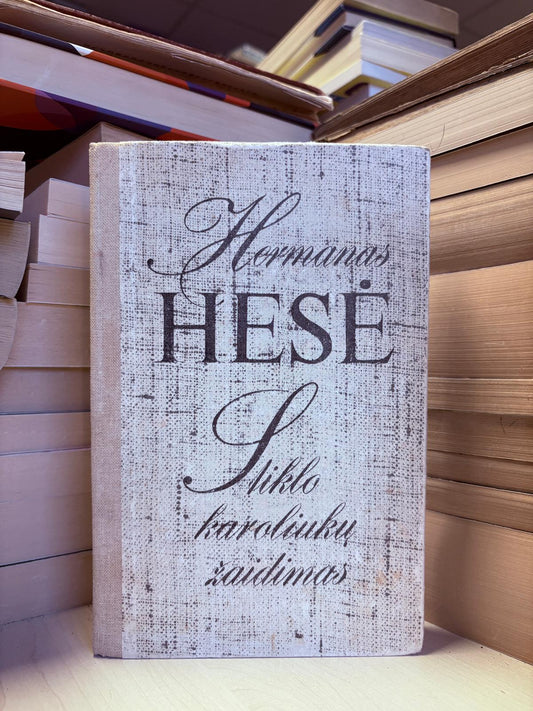 Hermanas
HESĖ
Stiklo
karoliukų
žaidimas